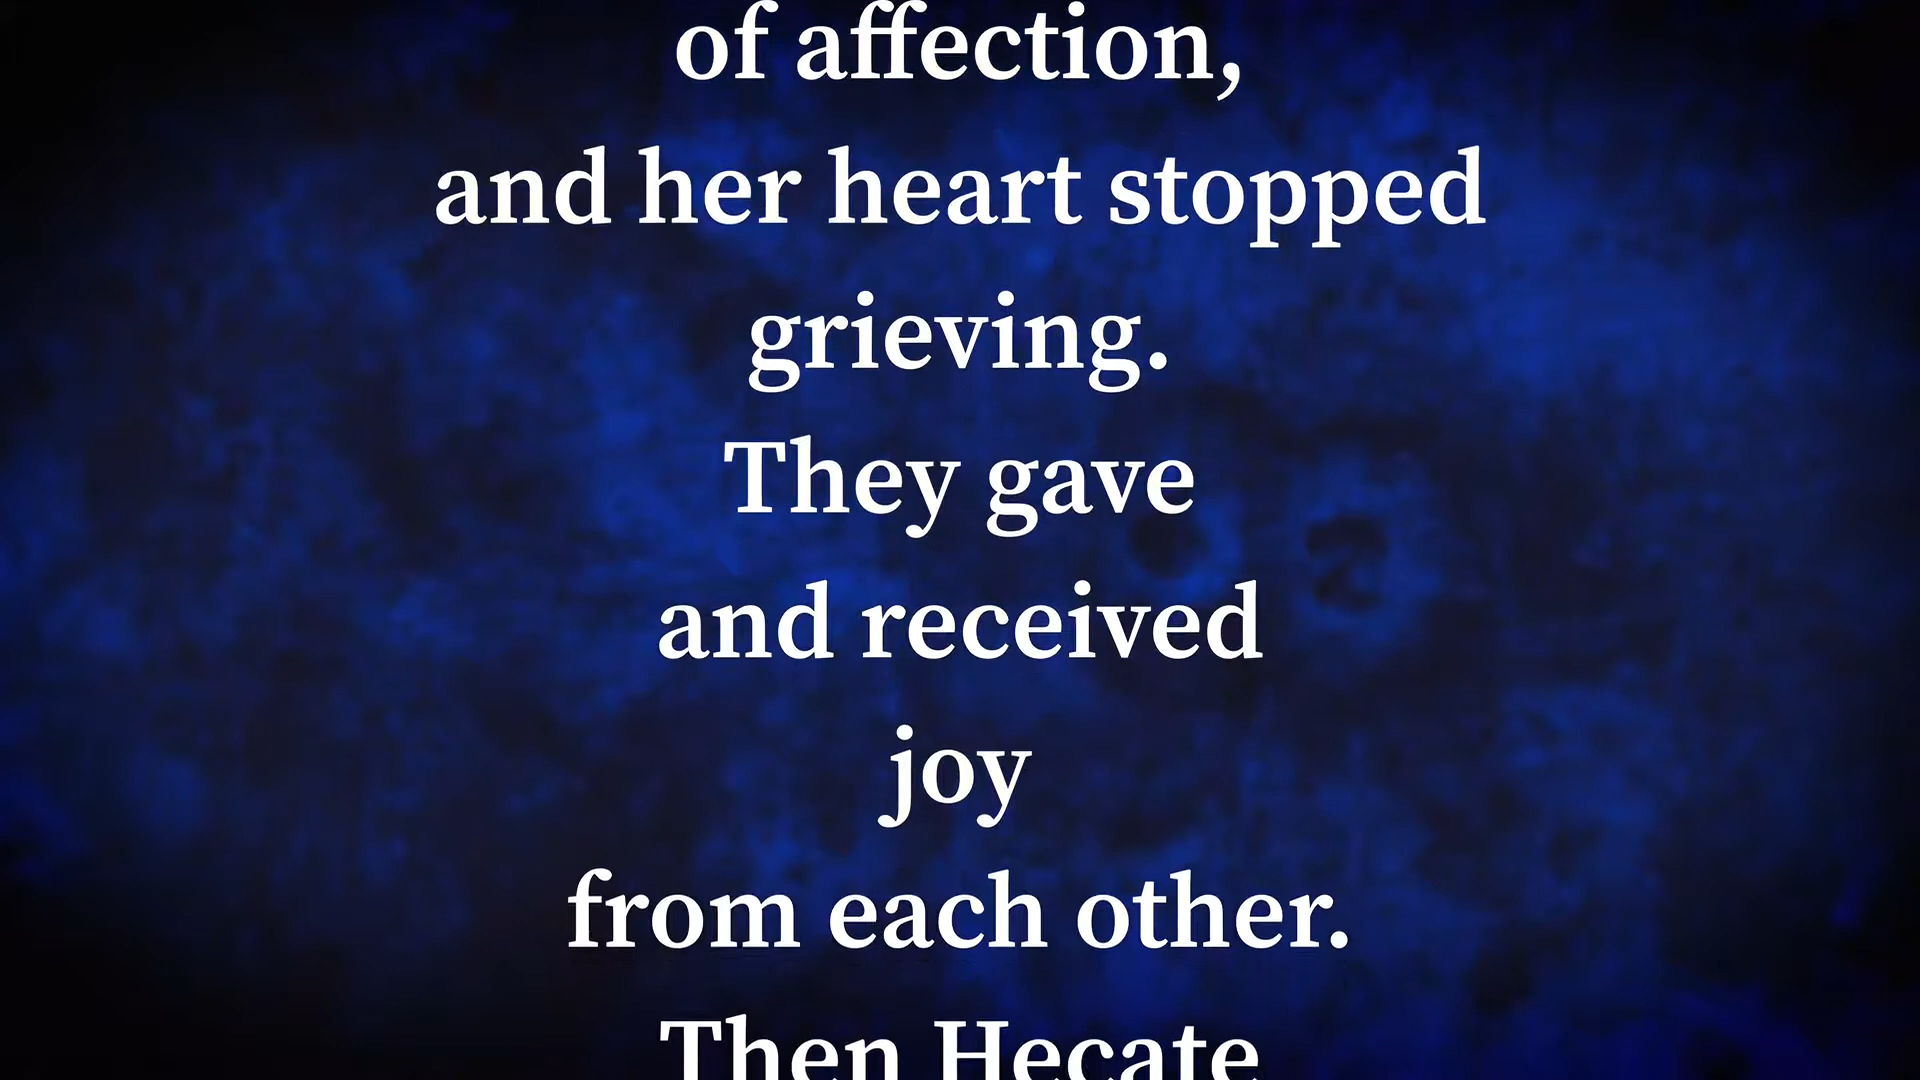 of affection,
and her heart stopped
grieving.
They gave
and received
joy
from each other.
Then Hecate